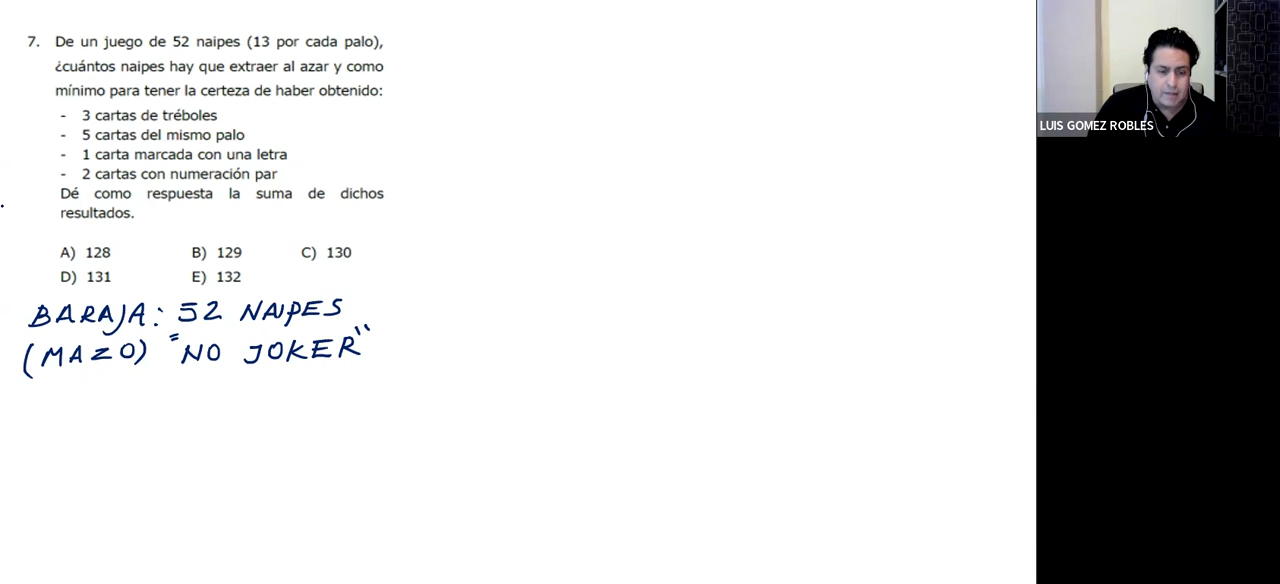 7. De un juego de 52 naipes (13 por cada palo),
¿cuántos naipes hay que extraer al azar y como
mínimo para tener la certeza de haber obtenido:
- 3 cartas de tréboles
- 5 cartas del mismo palo
- 1 carta marcada con una letra
- 2 cartas con numeración par
Dé como respuesta la suma de dichos
resultados.
A) 128 B) 129 C) 130
D) 131 E) 132
BARAJA: 52 NAIPES
(MAZO) "NO JOKER"
LUIS GOMEZ ROBLES